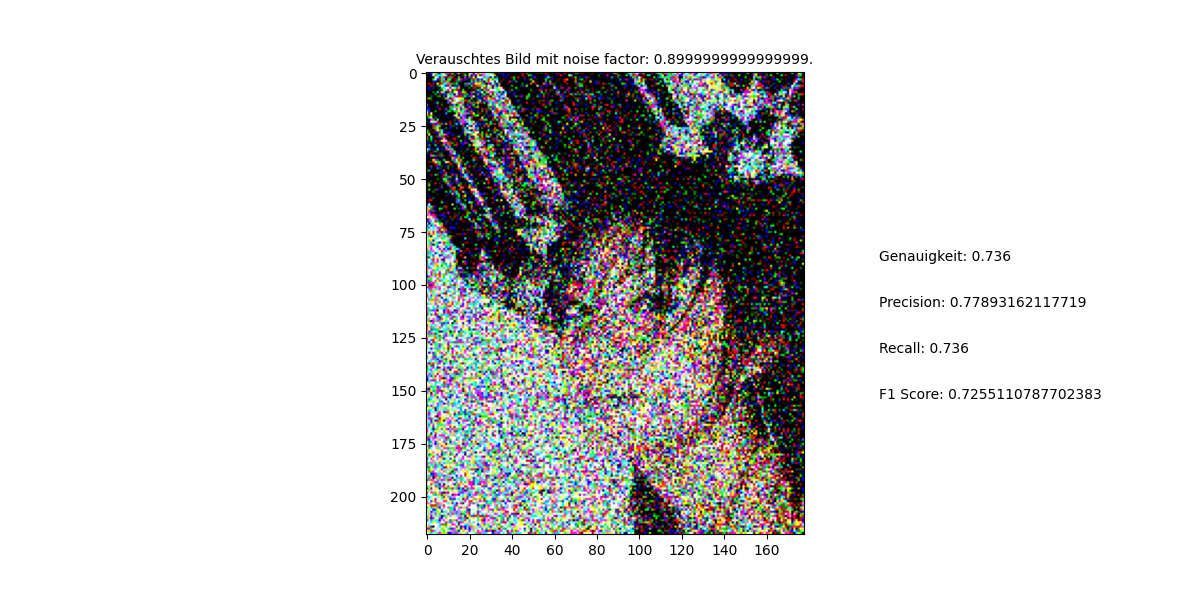 Verauschtes Bild mit noise factor: 0.8999999999999999.
0
25
50
75
100
125
150
175
200
0 20 40 60 80 100 120 140 160
Genauigkeit: 0.736
Precision: 0.77893162117719
Recall: 0.736
F1 Score: 0.7255110787702383